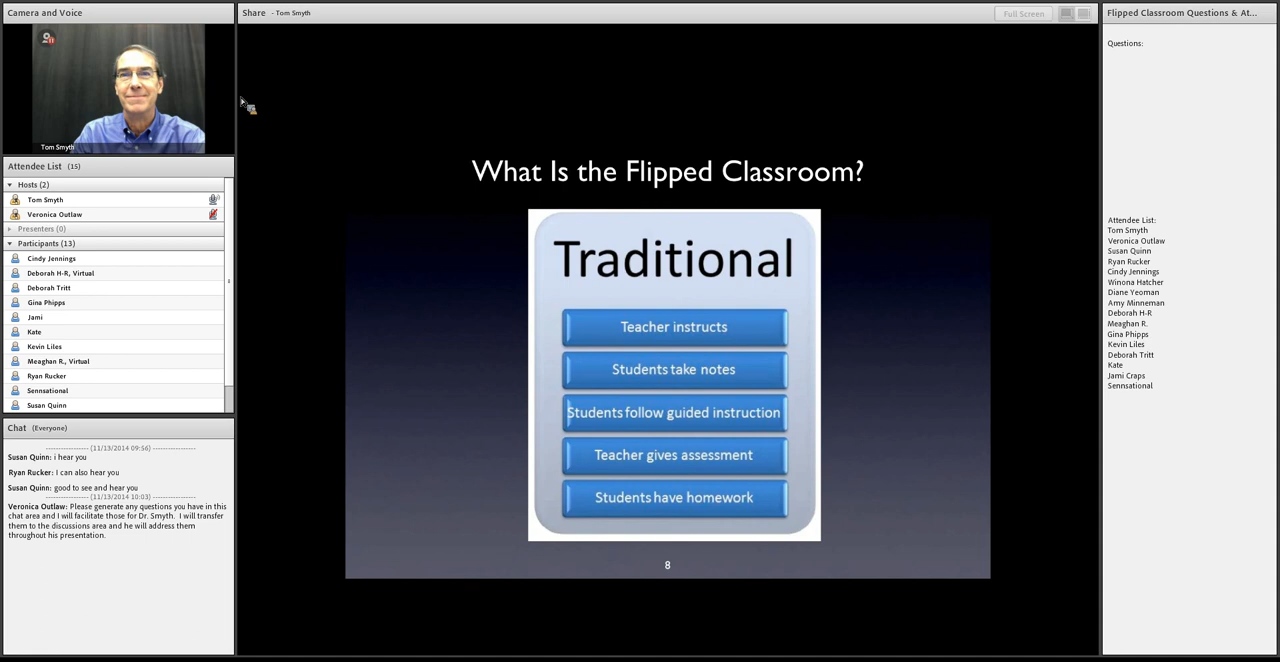 Camera and Voice
Tom Smyth
Attendee List (15)
Hosts (2)
Tom Smyth
Veronica Outlaw
Presenters (0)
Participants (13)
Cindy Jennings
Deborah H-R, Virtual
Deborah Tritt
Gina Phipps
Jami
Kate
Kevin Liles
Meaghan R., Virtual
Ryan Rucker
Sennsational
Susan Quinn
Chat (Everyone)
----------------- (11/13/2014 09:56) ----------------
Susan Quinn: i hear you
Ryan Rucker: I can also hear you
Susan Quinn: good to see and hear you
----------------- (11/13/2014 10:03) ----------------
Veronica Outlaw: Please generate any questions you have in this
chat area and I will facilitate those for Dr. Smyth. I will transfer
them to the discussions area and he will address them
throughout his presentation.
Share - Tom Smyth
Full Screen
What Is the Flipped Classroom?
Traditional
Teacher instructs
Students take notes
Students follow guided instruction
Teacher gives assessment
Students have homework
8
Flipped Classroom Questions & At...
Questions:
Attendee List:
Tom Smyth
Veronica Outlaw
Susan Quinn
Ryan Rucker
Cindy Jennings
Winona Hatcher
Diane Yeoman
Amy Minneman
Deborah H-R
Meaghan R.
Gina Phipps
Kevin Liles
Deborah Tritt
Kate
Jami Craps
Sennsational